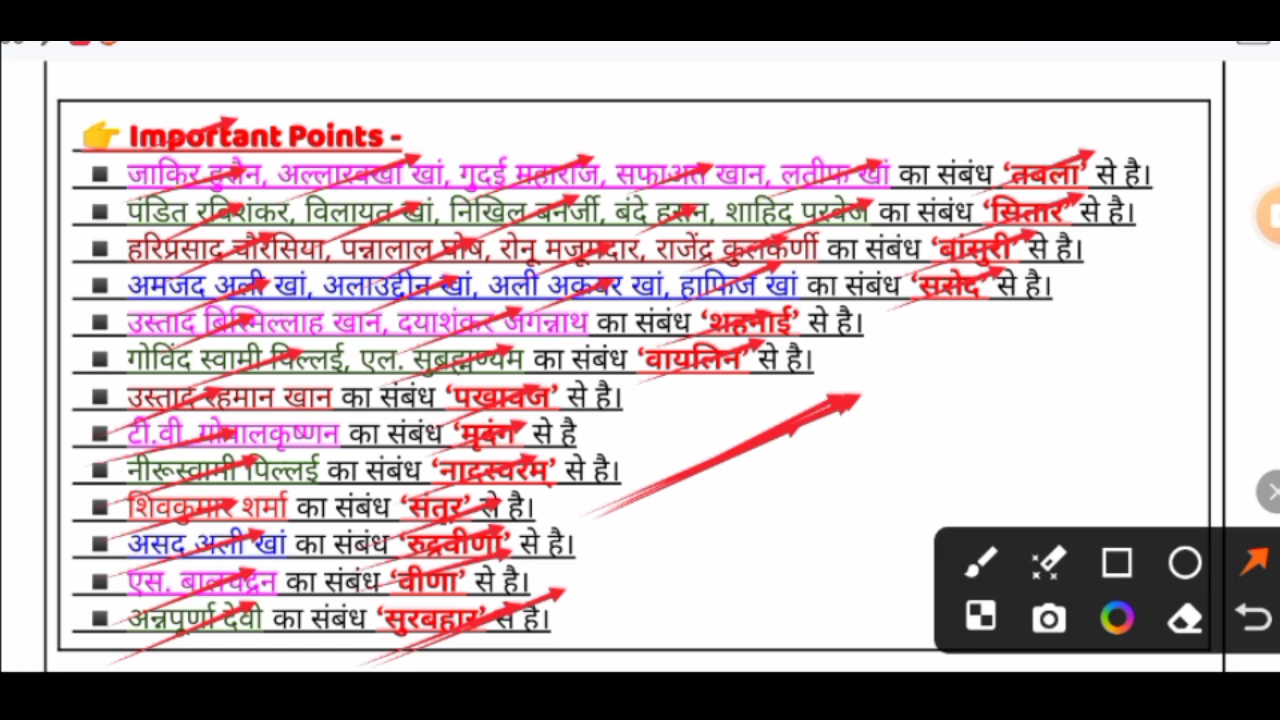 👉 Important Points -
▪ जाकिर हुसैन, अल्लारक्खा खां, गुदई महाराज, सफाअत खान, लतीफ खां का संबंध ‘तबला’ से है।
▪ पंडित रविशंकर, विलायत खां, निखिल बनर्जी, बंदे हसन, शाहिद परवेज का संबंध ‘सितार’ से है।
▪ हरिप्रसाद चौरसिया, पन्नालाल घोष, रोनू मजूमदार, राजेंद्र कुलकर्णी का संबंध ‘बांसुरी’ से है।
▪ अमजद अली खां, अलाउद्दीन खां, अली अकबर खां, हाफिज खां का संबंध ‘सरोद’ से है।
▪ उस्ताद बिस्मिल्लाह खान, दयाशंकर जगन्नाथ का संबंध ‘शहनाई’ से है।
▪ गोविंद स्वामी पिल्लई, एल. सुब्रह्मण्यम का संबंध ‘वायलिन’ से है।
▪ उस्ताद रहमान खान का संबंध ‘पखावज’ से है।
▪ टी.वी. गोपालकृष्णन का संबंध ‘मृदंग’ से है
▪ नीरूस्वामी पिल्लई का संबंध ‘नादस्वरम्’ से है।
▪ शिवकुमार शर्मा का संबंध ‘संतूर’ से है।
▪ असद अली खां का संबंध ‘रुद्रवीणा’ से है।
▪ एस. बालचंद्रन का संबंध ‘वीणा’ से है।
▪ अन्नपूर्णा देवी का संबंध ‘सुरबहार’ से है।